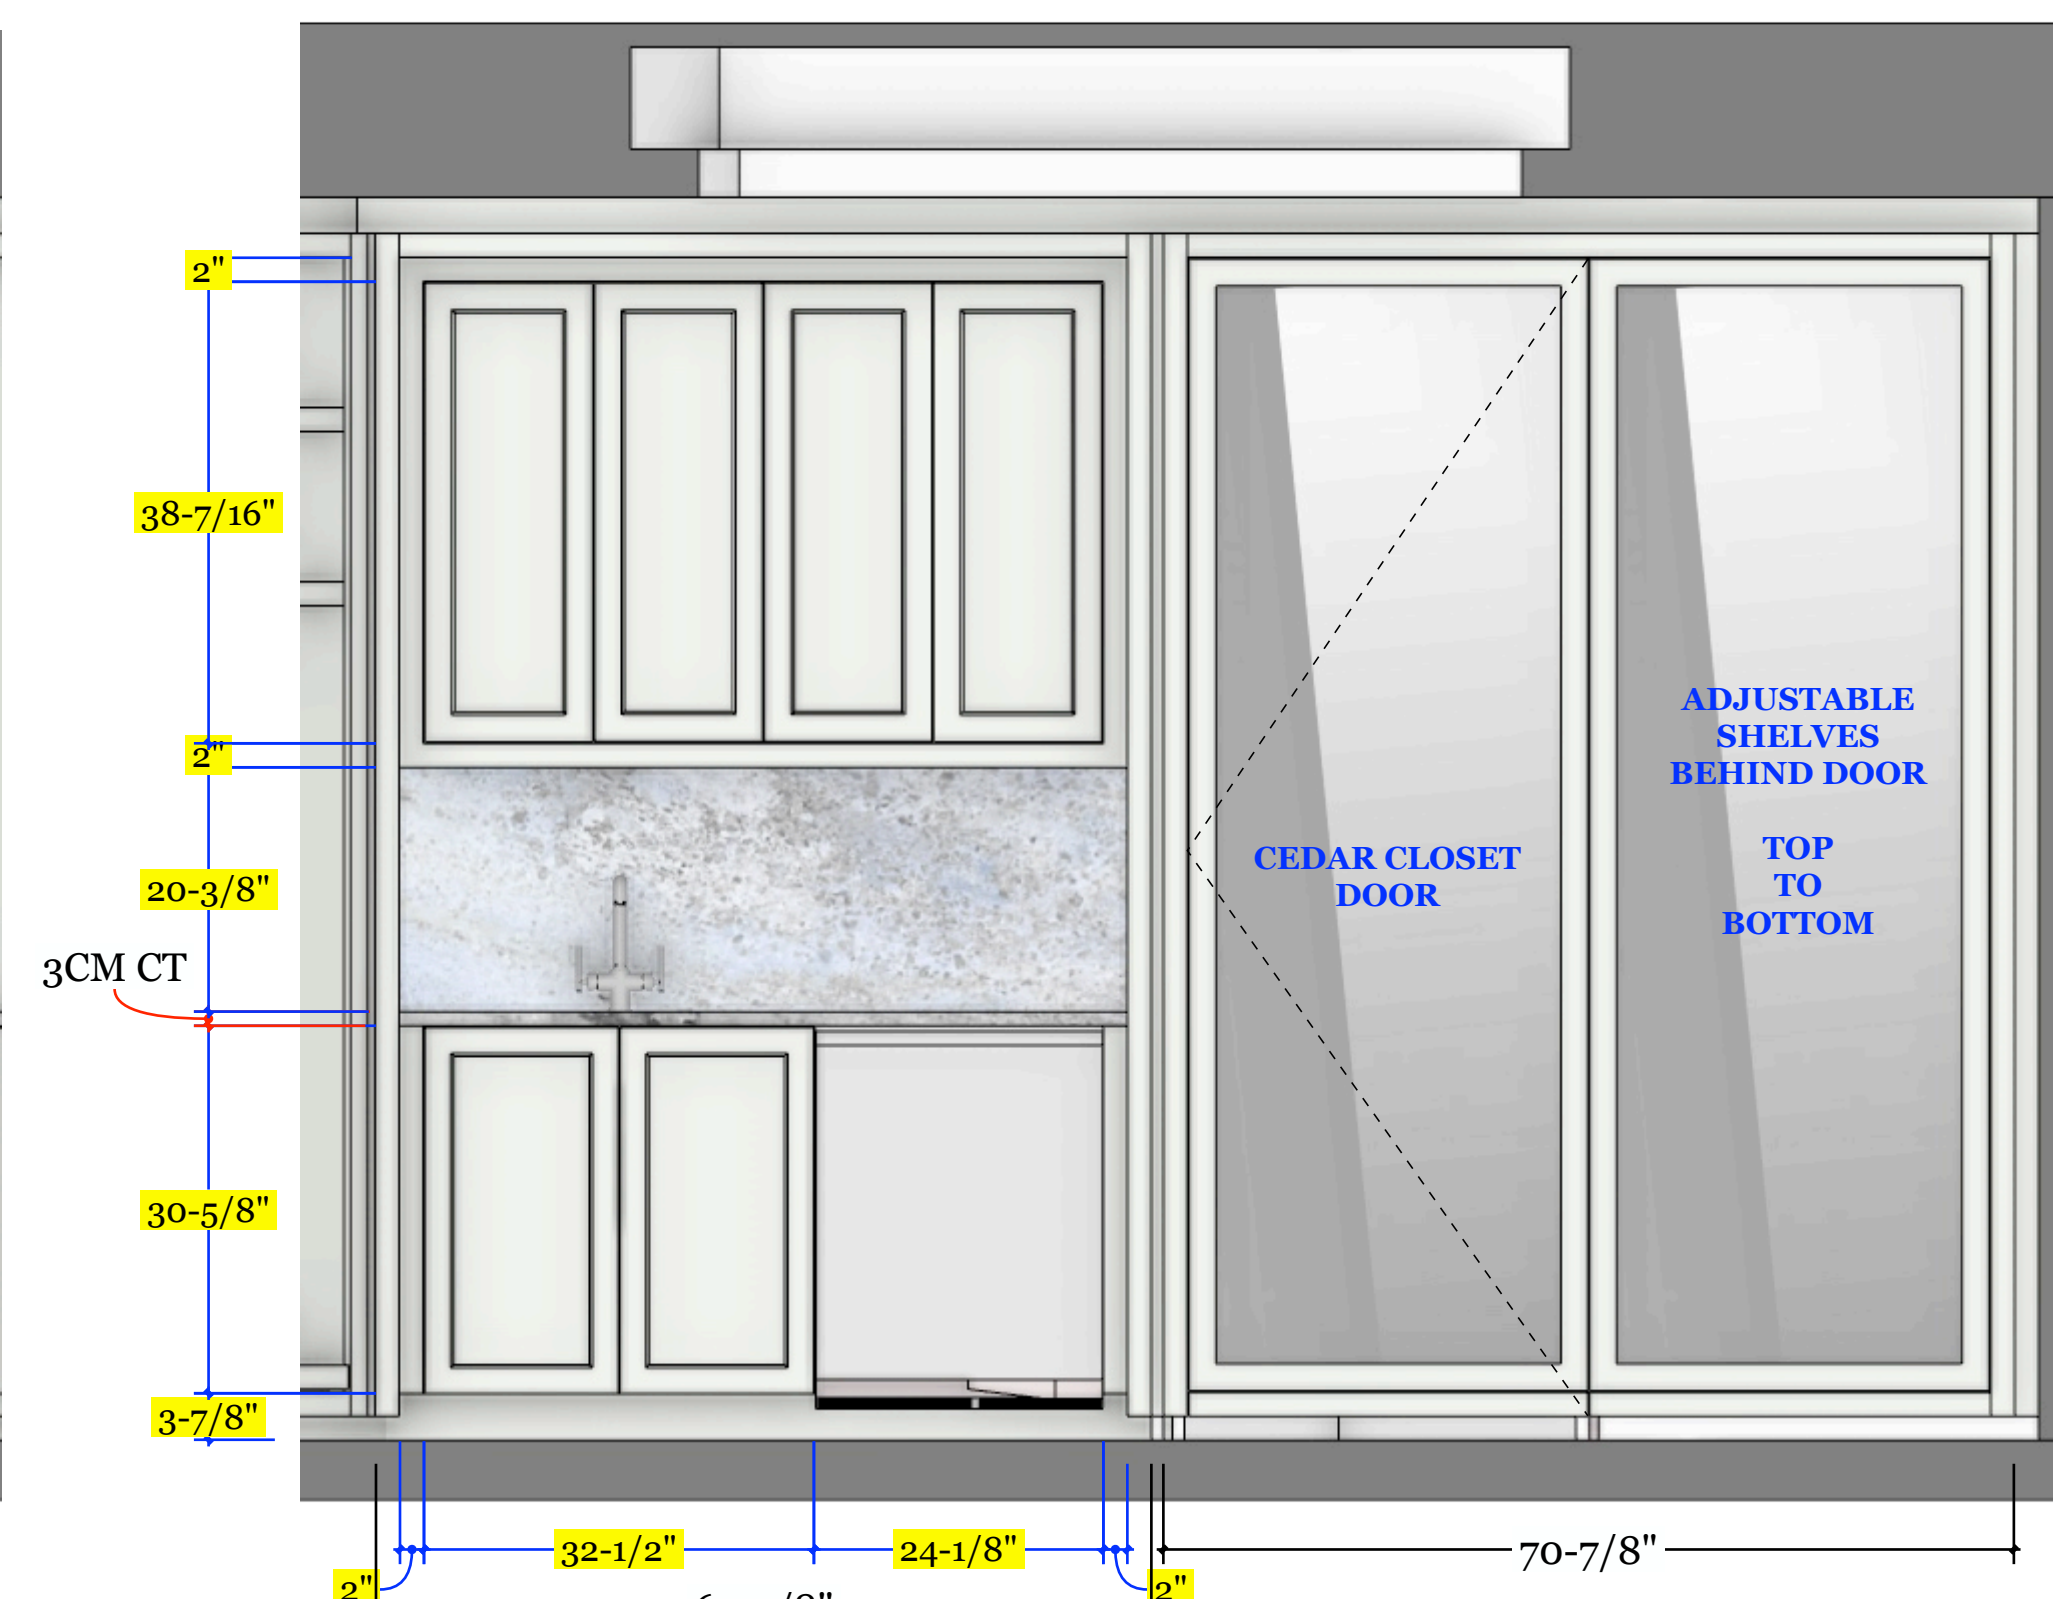 2"
38-7/16"
2"
ADJUSTABLE
SHELVES
BEHIND DOOR
TOP
TO
BOTTOM
CEDAR CLOSET
DOOR
20-3/8"
3CM CT
30-5/8"
3-7/8"
32-1/2"
24-1/8"
70-7/8"
2"
2"